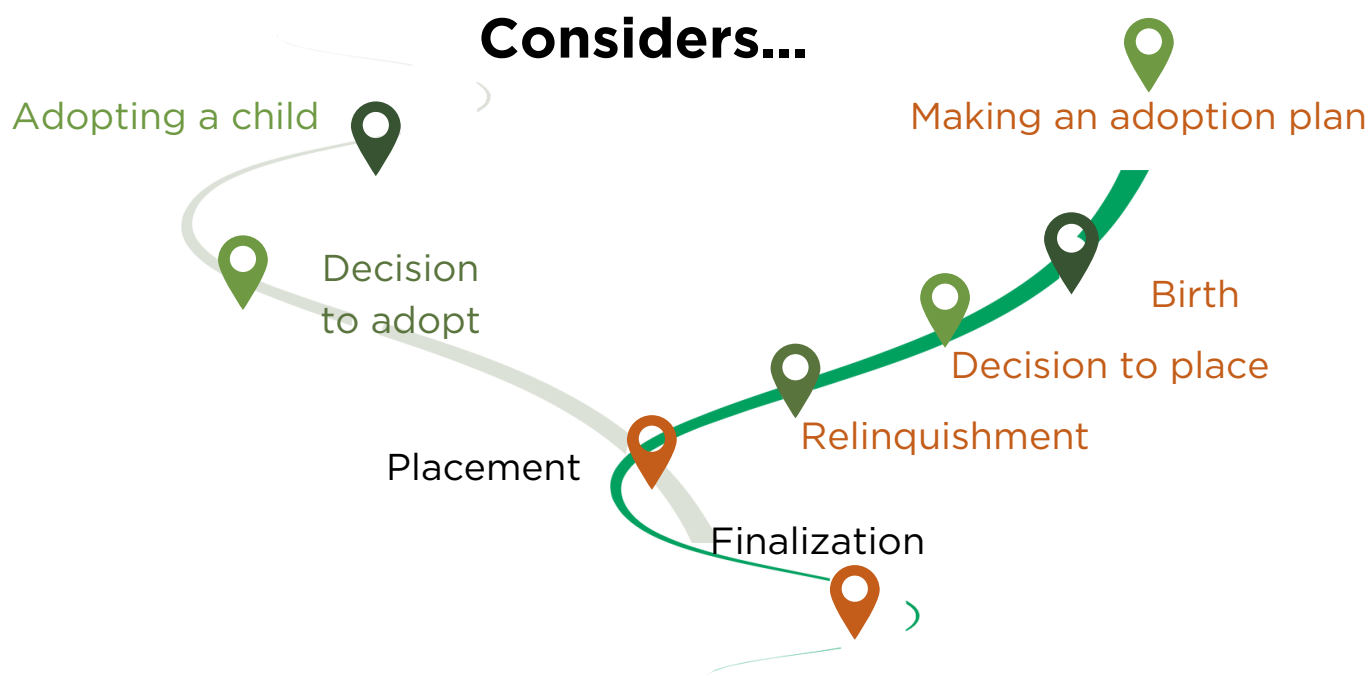 Considers...
Adopting a child
Making an adoption plan
Decision
to adopt
Birth
Decision to place
Relinquishment
Placement
Finalization